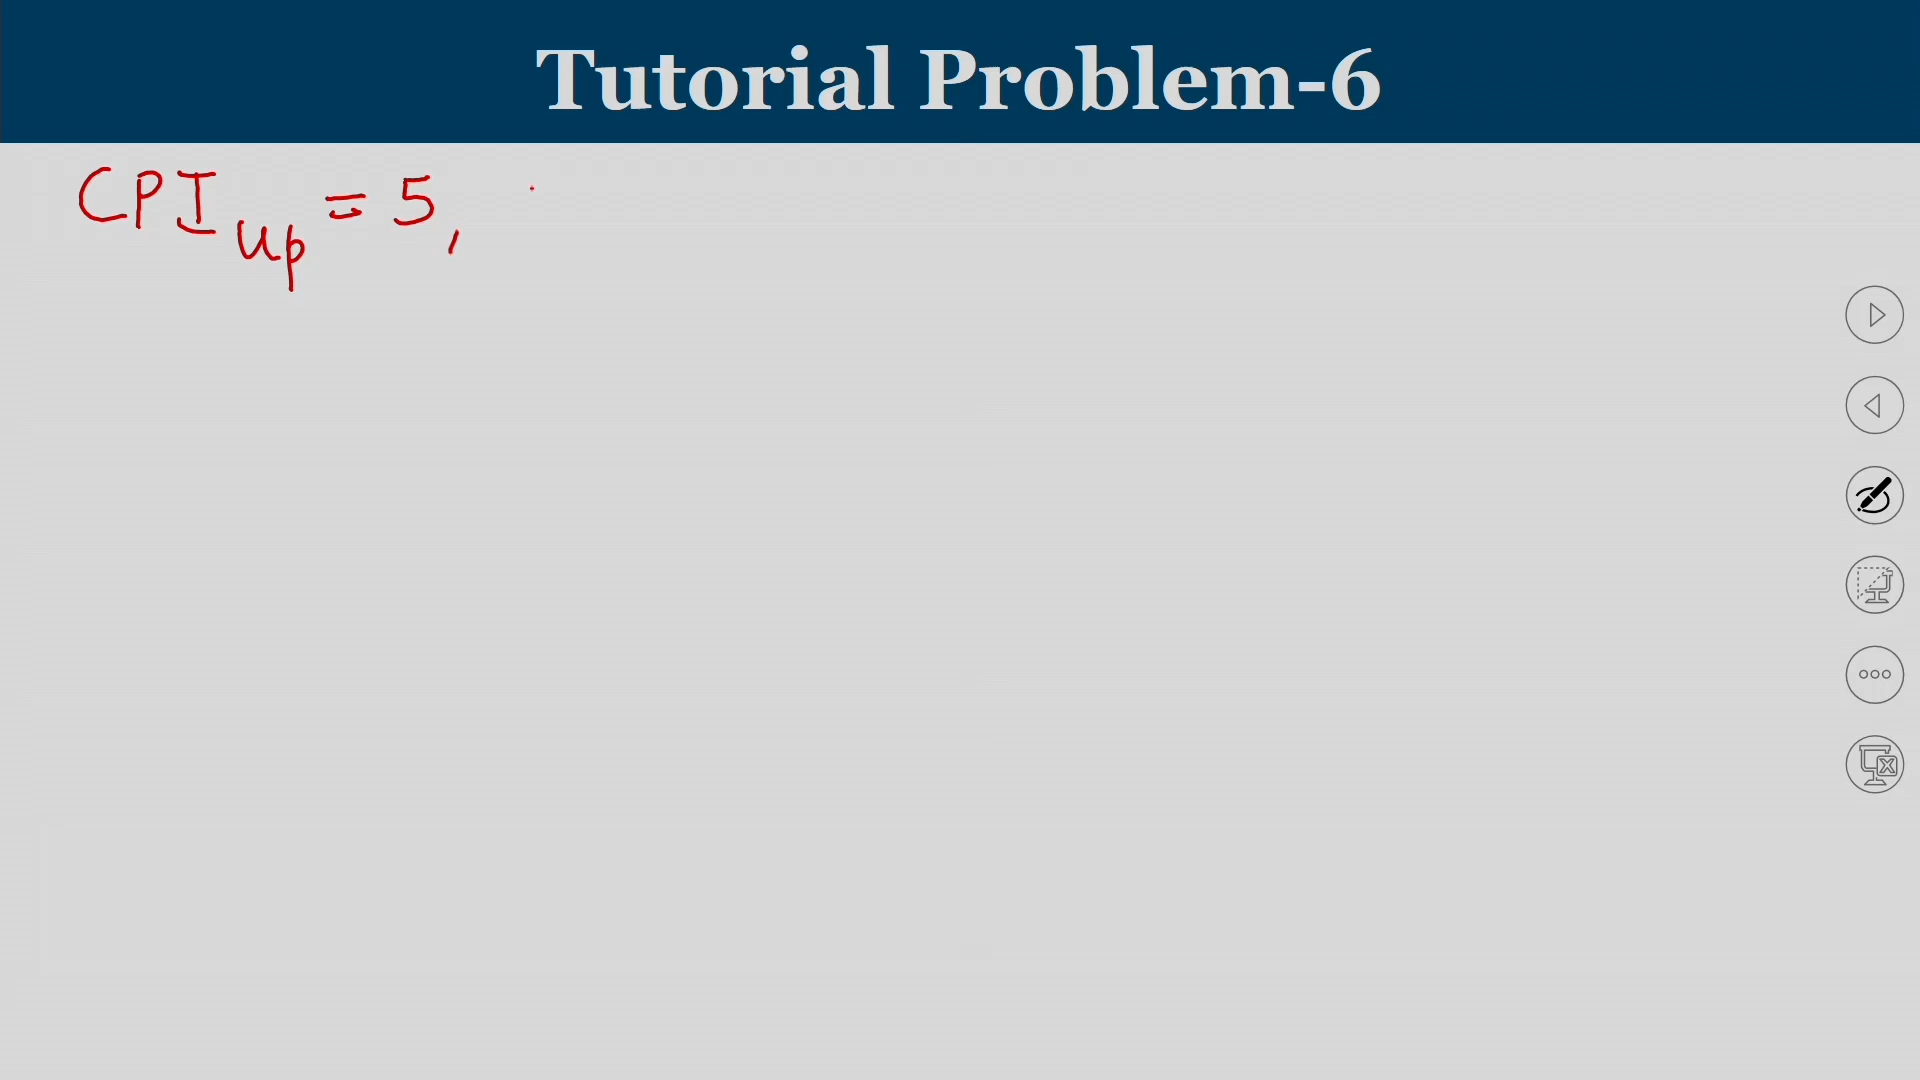 Tutorial Problem-6
CPI up = 5,